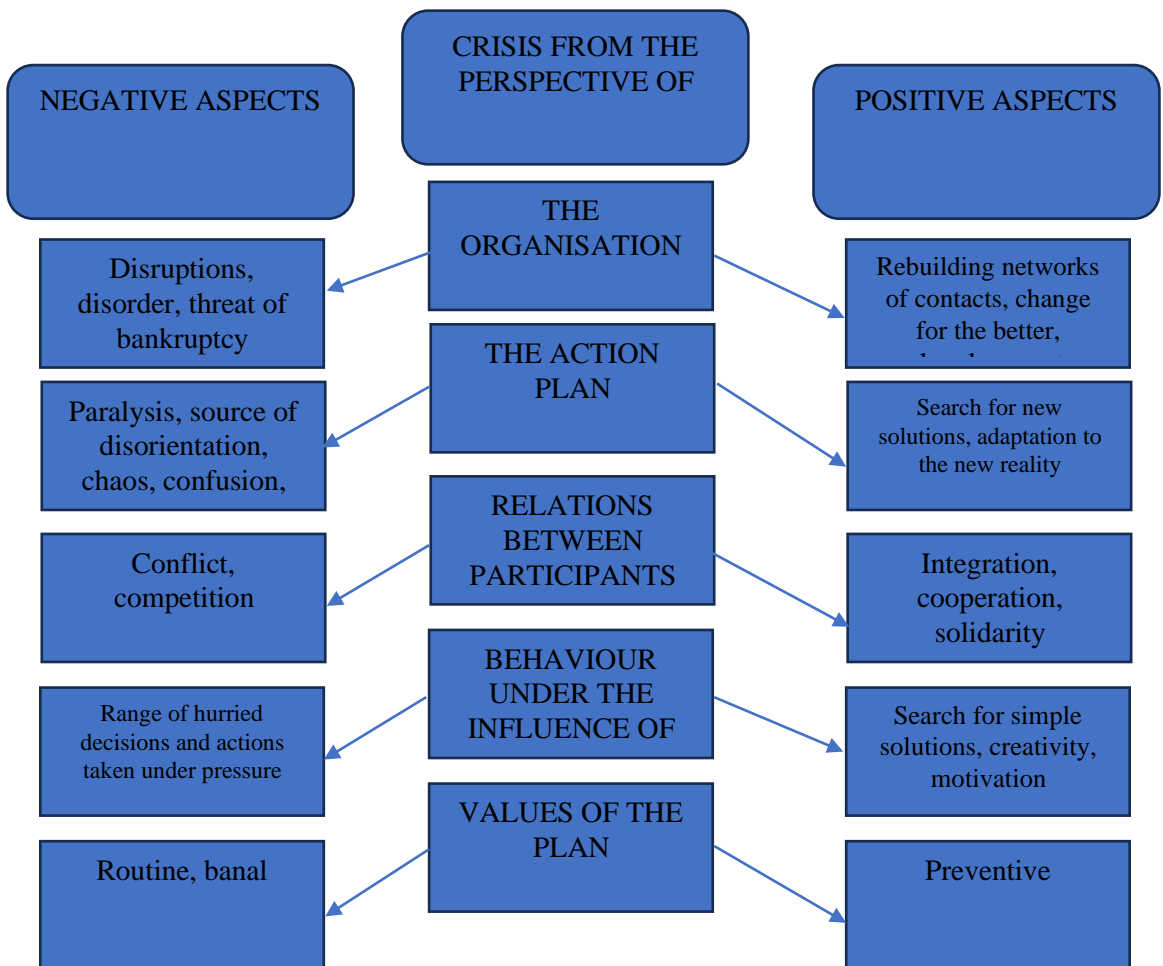 CRISIS FROM THE
PERSPECTIVE OF
NEGATIVE ASPECTS
POSITIVE ASPECTS
THE
ORGANISATION
Disruptions,
disorder, threat of
bankruptcy
Rebuilding networks
of contacts, change
for the better,
THE ACTION
PLAN
Paralysis, source of
disorientation,
chaos, confusion,
Search for new
solutions, adaptation to
the new reality
RELATIONS
BETWEEN
PARTICIPANTS
Conflict,
competition
Integration,
cooperation,
solidarity
BEHAVIOUR
UNDER THE
INFLUENCE OF
Range of hurried
decisions and actions
taken under pressure
Search for simple
solutions, creativity,
motivation
VALUES OF THE
PLAN
Routine, banal
Preventive